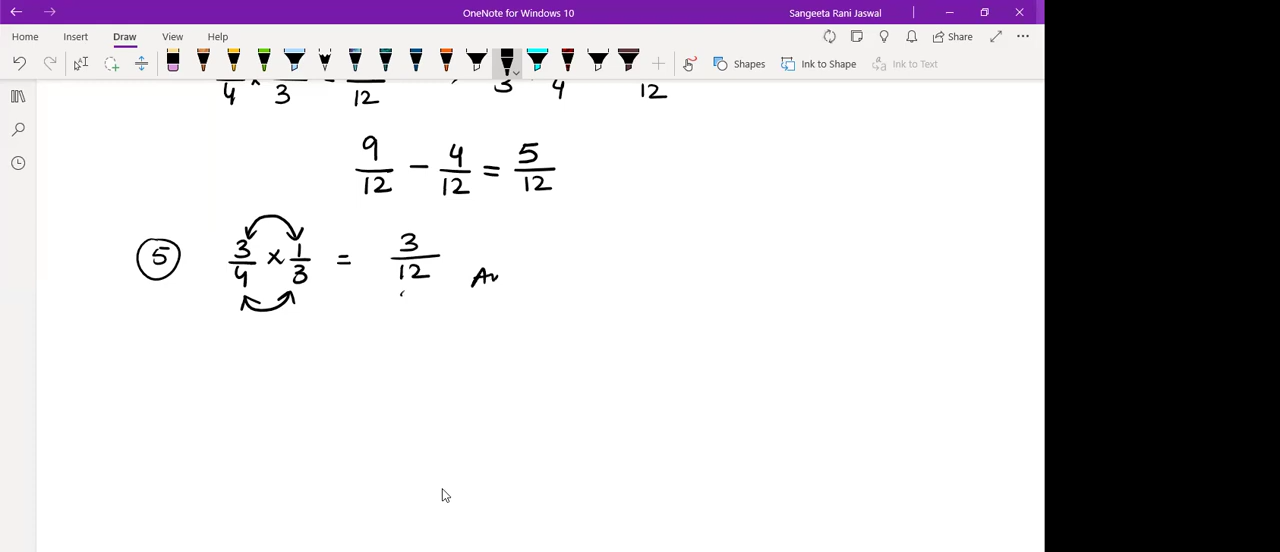 OneNote for Windows 10 Sangeeta Rani Jaswal
Home Insert Draw View Help Share
Shapes Ink to Shape Ink to Text
4 × 3 12 3 4 12
9/12 - 4/12 = 5/12
5 3/4 × 1/3 = 3/12